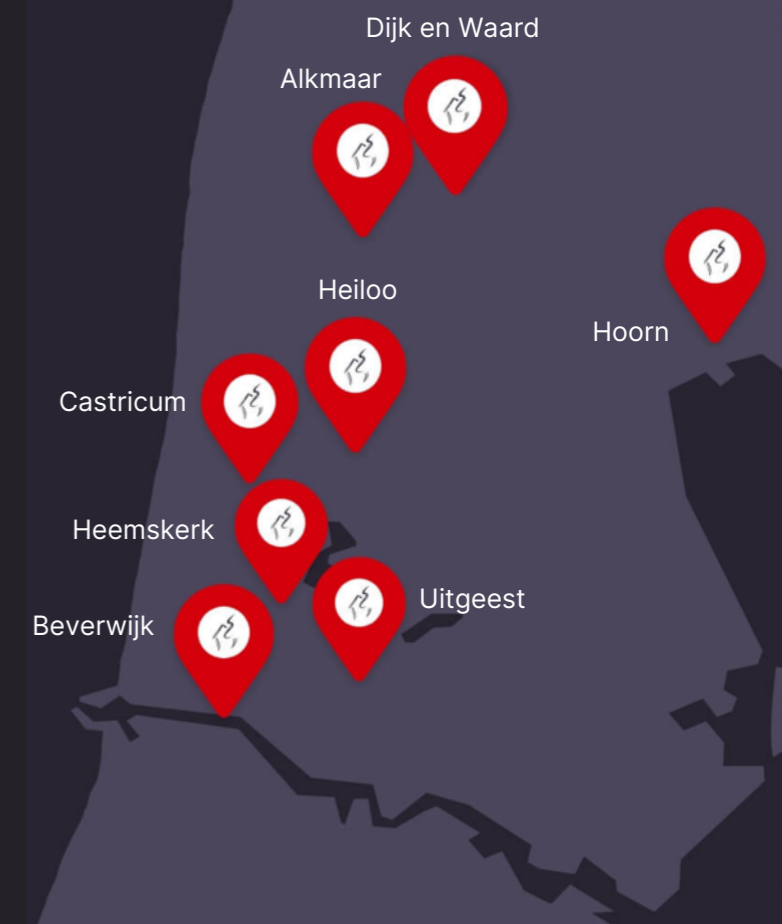 Dijk en Waard
Alkmaar
Heiloo
Hoorn
Castricum
Heemskerk
Uitgeest
Beverwijk